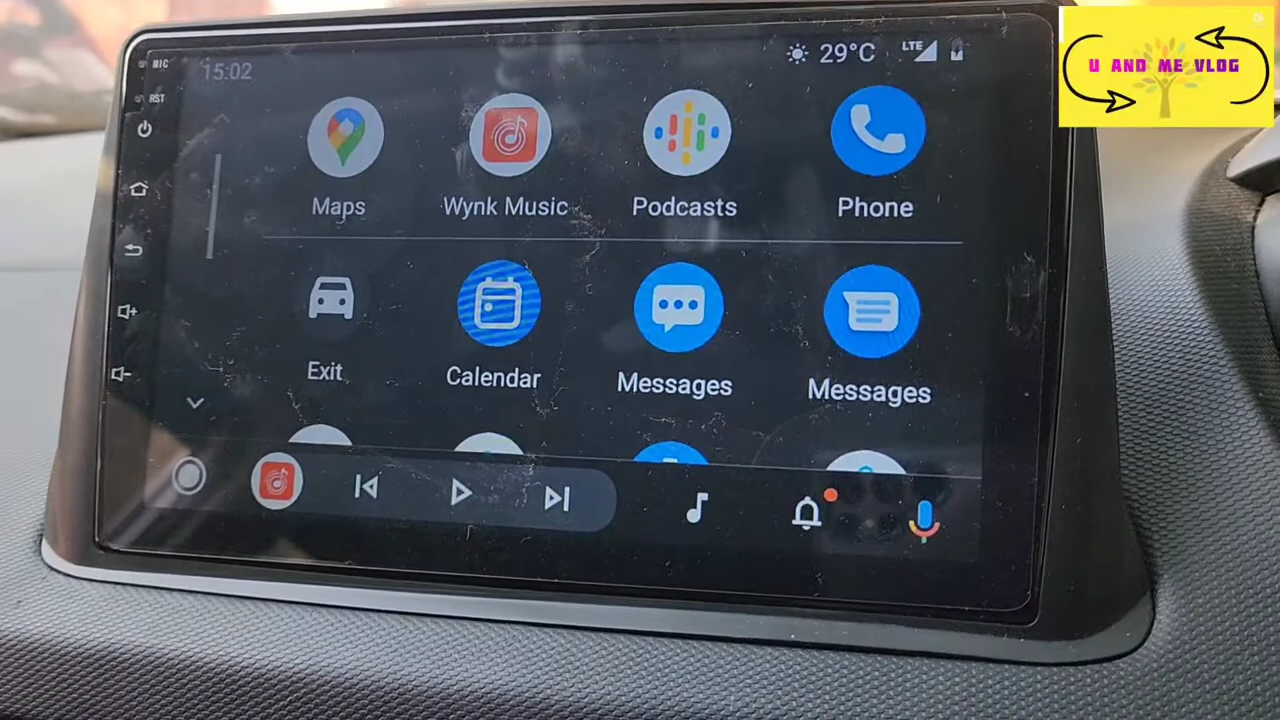 U AND ME VLOG
MIC
15:02
29°C
LTE
RST
Maps
Wynk Music
Podcasts
Phone
Exit
Calendar
Messages
Messages